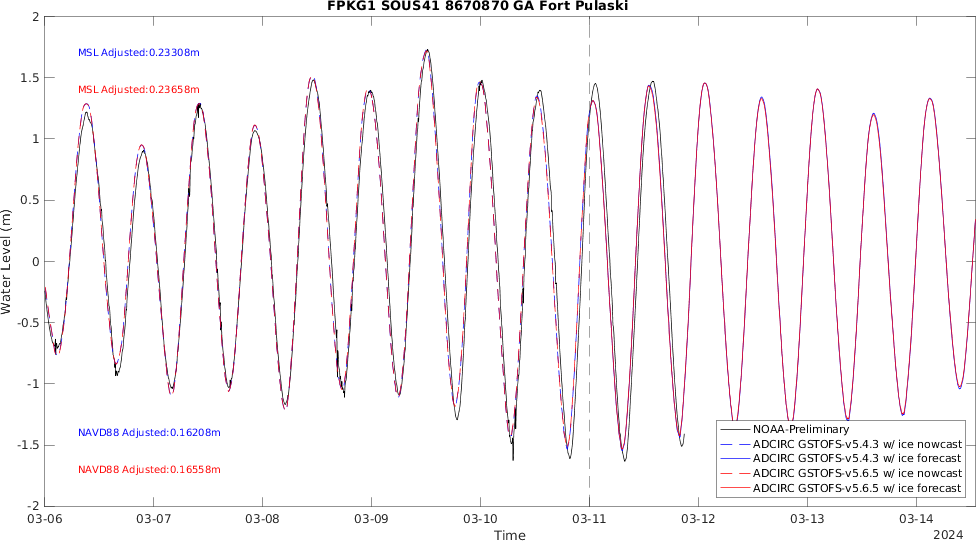 FPKG1 SOUS41 8670870 GA Fort Pulaski
2
1.5
1
0.5
0
-0.5
-1
-1.5
-2
Water Level (m)
MSL Adjusted:0.23308m
MSL Adjusted:0.23658m
NAVD88 Adjusted:0.16208m
NAVD88 Adjusted:0.16558m
NOAA-Preliminary
ADCIRC GSTOFS-v5.4.3 w/ ice nowcast
ADCIRC GSTOFS-v5.4.3 w/ ice forecast
ADCIRC GSTOFS-v5.6.5 w/ ice nowcast
ADCIRC GSTOFS-v5.6.5 w/ ice forecast
03-06 03-07 03-08 03-09 03-10 03-11 03-12 03-13 03-14
Time
2024